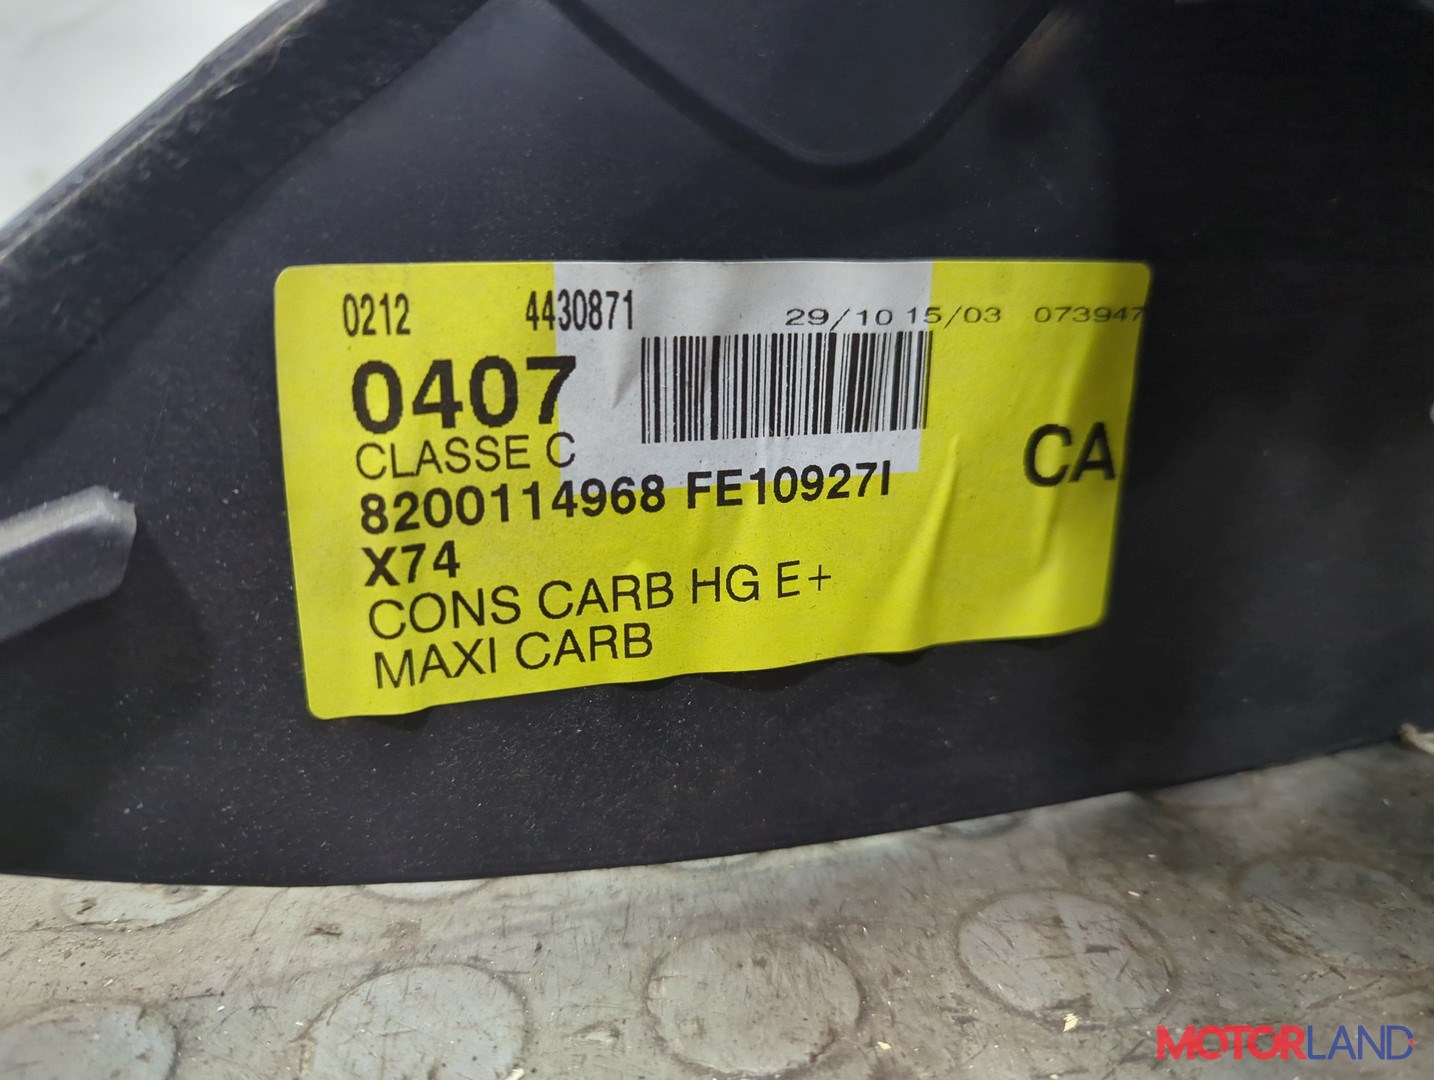 0212 4430871 29/10 15/03 073947
0407
CLASSE C
CA
8200114968 FE10927I
X74
CONS CARB HG E+
MAXI CARB
MOTORLAND